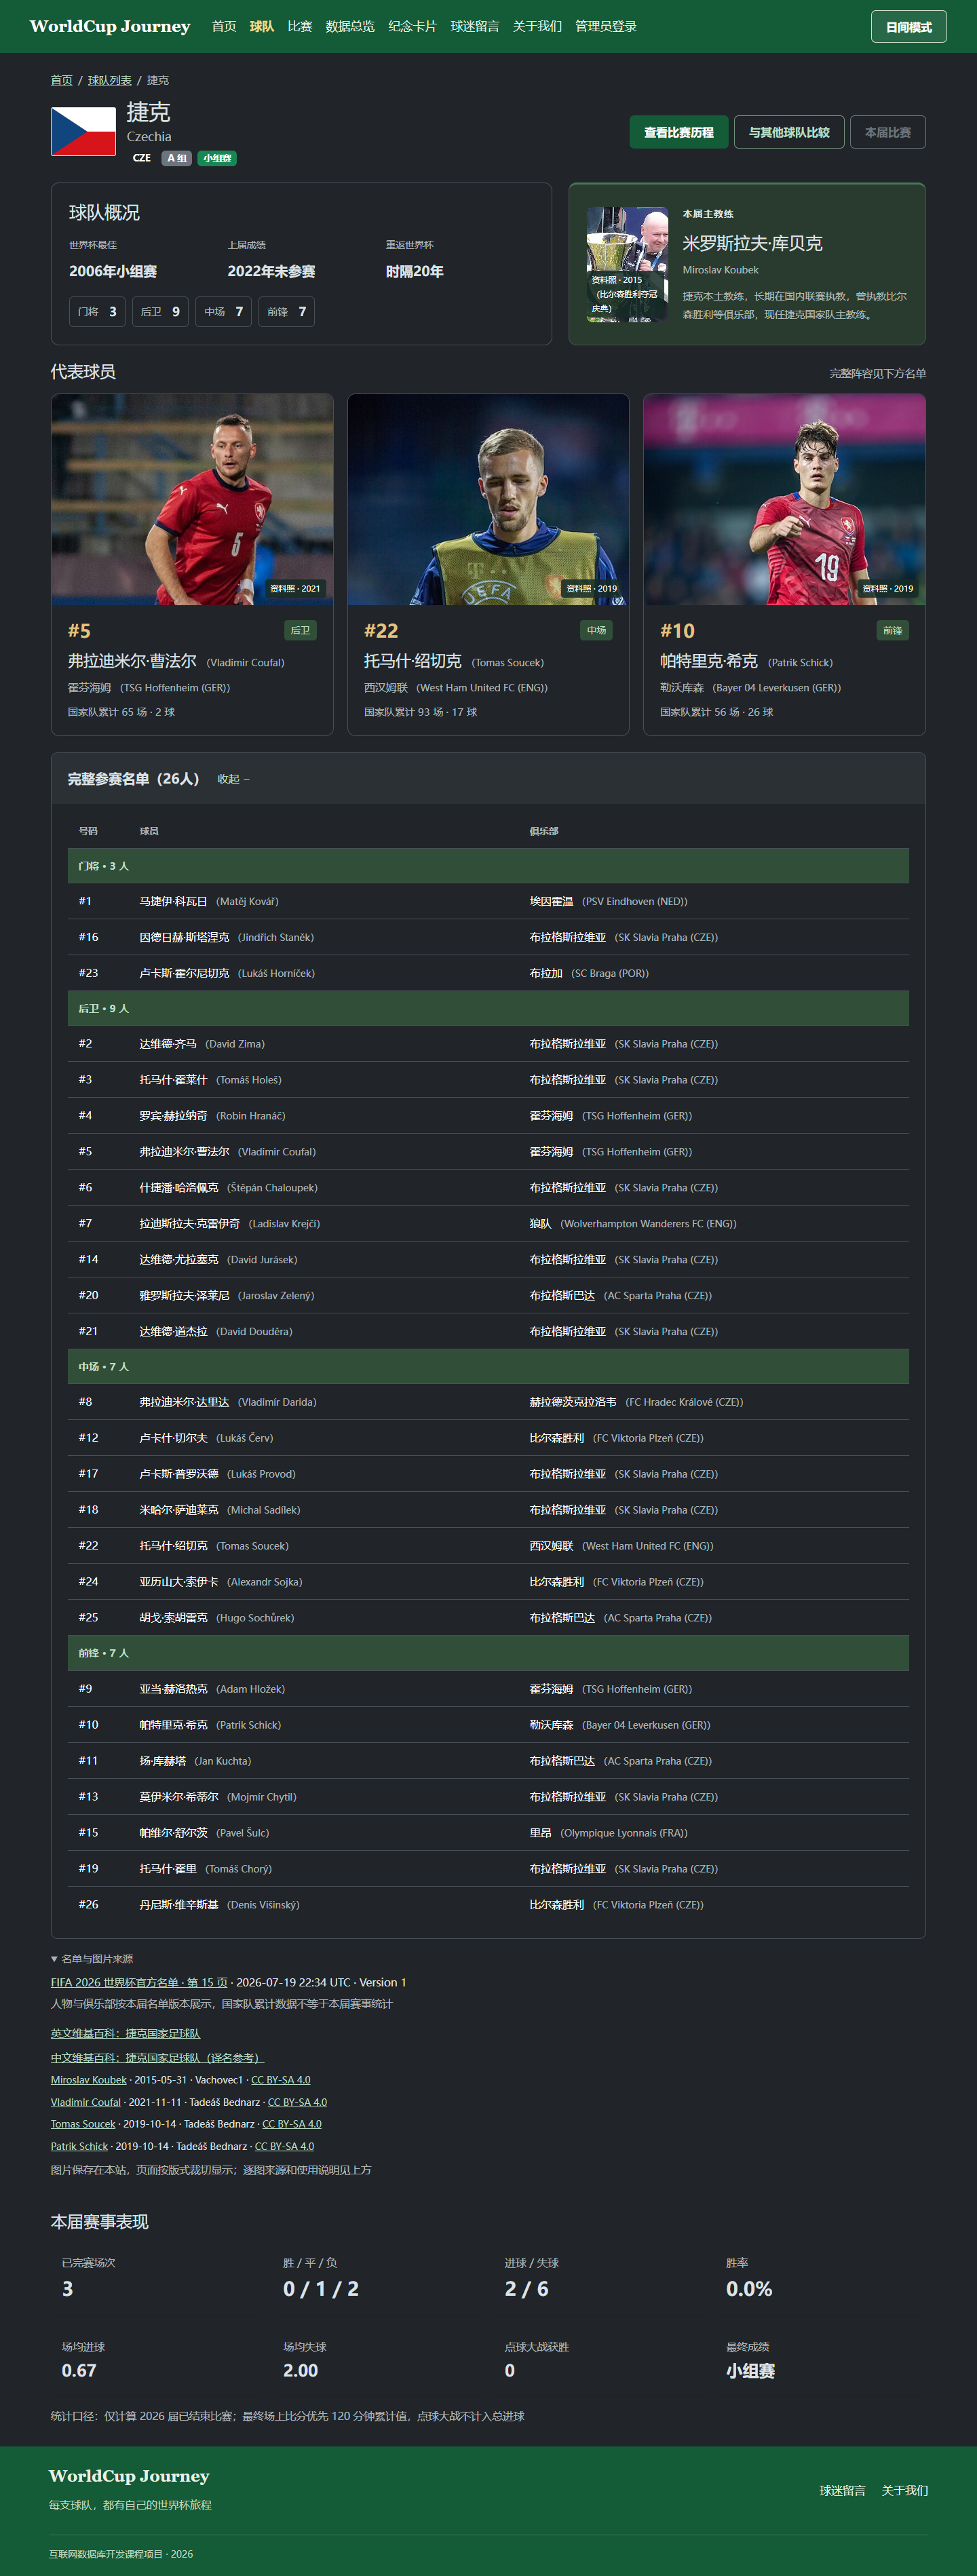 WorldCup Journey 首页 球队 比赛 数据总览 纪念卡片 球迷留言 关于我们 管理员登录 日间模式
首页 / 球队列表 / 捷克
捷克
Czechia
CZE A 组 小组赛
查看比赛历程 与其他球队比较 本届比赛
球队概况
世界杯最佳 上届成绩 重返世界杯
2006年小组赛 2022年未参赛 时隔20年
门将 3 后卫 9 中场 7 前锋 7
资料照 · 2015
（比尔森胜利夺冠
庆典）
本届主教练
米罗斯拉夫·库贝克
Miroslav Koubek
捷克本土教练，长期在国内联赛执教，曾执教比尔
森胜利等俱乐部，现任捷克国家队主教练。
代表球员 完整阵容见下方名单
5
资料照 · 2021
#5 后卫
弗拉迪米尔·曹法尔 （Vladimir Coufal）
霍芬海姆 （TSG Hoffenheim (GER)）
国家队累计 65 场 · 2 球
UEFA
资料照 · 2019
#22 中场
托马什·绍切克 （Tomas Soucek）
西汉姆联 （West Ham United FC (ENG)）
国家队累计 93 场 · 17 球
19
资料照 · 2019
#10 前锋
帕特里克·希克 （Patrik Schick）
勒沃库森 （Bayer 04 Leverkusen (GER)）
国家队累计 56 场 · 26 球
完整参赛名单（26人） 收起 −
号码 球员 俱乐部
门将 • 3 人
#1 马捷伊·科瓦日 （Matěj Kovář） 埃因霍温 （PSV Eindhoven (NED)）
#16 因德日赫·斯塔涅克 （Jindřich Staněk） 布拉格斯拉维亚 （SK Slavia Praha (CZE)）
#23 卢卡斯·霍尔尼切克 （Lukáš Horníček） 布拉加 （SC Braga (POR)）
后卫 • 9 人
#2 达维德·齐马 （David Zima） 布拉格斯拉维亚 （SK Slavia Praha (CZE)）
#3 托马什·霍莱什 （Tomáš Holeš） 布拉格斯拉维亚 （SK Slavia Praha (CZE)）
#4 罗宾·赫拉纳奇 （Robin Hranáč） 霍芬海姆 （TSG Hoffenheim (GER)）
#5 弗拉迪米尔·曹法尔 （Vladimir Coufal） 霍芬海姆 （TSG Hoffenheim (GER)）
#6 什捷潘·哈洛佩克 （Štěpán Chaloupek） 布拉格斯拉维亚 （SK Slavia Praha (CZE)）
#7 拉迪斯拉夫·克雷伊奇 （Ladislav Krejčí） 狼队 （Wolverhampton Wanderers FC (ENG)）
#14 达维德·尤拉塞克 （David Jurásek） 布拉格斯拉维亚 （SK Slavia Praha (CZE)）
#20 雅罗斯拉夫·泽莱尼 （Jaroslav Zelený） 布拉格斯巴达 （AC Sparta Praha (CZE)）
#21 达维德·道杰拉 （David Douděra） 布拉格斯拉维亚 （SK Slavia Praha (CZE)）
中场 • 7 人
#8 弗拉迪米尔·达里达 （Vladimír Darida） 赫拉德茨克拉洛韦 （FC Hradec Králové (CZE)）
#12 卢卡什·切尔夫 （Lukáš Červ） 比尔森胜利 （FC Viktoria Plzeň (CZE)）
#17 卢卡斯·普罗沃德 （Lukáš Provod） 布拉格斯拉维亚 （SK Slavia Praha (CZE)）
#18 米哈尔·萨迪莱克 （Michal Sadílek） 布拉格斯拉维亚 （SK Slavia Praha (CZE)）
#22 托马什·绍切克 （Tomas Soucek） 西汉姆联 （West Ham United FC (ENG)）
#24 亚历山大·索伊卡 （Alexandr Sojka） 比尔森胜利 （FC Viktoria Plzeň (CZE)）
#25 胡戈·索胡雷克 （Hugo Sochůrek） 布拉格斯巴达 （AC Sparta Praha (CZE)）
前锋 • 7 人
#9 亚当·赫洛热克 （Adam Hložek） 霍芬海姆 （TSG Hoffenheim (GER)）
#10 帕特里克·希克 （Patrik Schick） 勒沃库森 （Bayer 04 Leverkusen (GER)）
#11 扬·库赫塔 （Jan Kuchta） 布拉格斯巴达 （AC Sparta Praha (CZE)）
#13 莫伊米尔·希蒂尔 （Mojmír Chytil） 布拉格斯拉维亚 （SK Slavia Praha (CZE)）
#15 帕维尔·舒尔茨 （Pavel Šulc） 里昂 （Olympique Lyonnais (FRA)）
#19 托马什·霍里 （Tomáš Chorý） 布拉格斯拉维亚 （SK Slavia Praha (CZE)）
#26 丹尼斯·维辛斯基 （Denis Višinský） 比尔森胜利 （FC Viktoria Plzeň (CZE)）
▼ 名单与图片来源
FIFA 2026 世界杯官方名单 · 第 15 页 · 2026-07-19 22:34 UTC · Version 1
人物与俱乐部按本届名单版本展示，国家队累计数据不等于本届赛事统计
英文维基百科：捷克国家足球队
中文维基百科：捷克国家足球队（译名参考）
Miroslav Koubek · 2015-05-31 · Vachovec1 · CC BY-SA 4.0
Vladimir Coufal · 2021-11-11 · Tadeáš Bednarz · CC BY-SA 4.0
Tomas Soucek · 2019-10-14 · Tadeáš Bednarz · CC BY-SA 4.0
Patrik Schick · 2019-10-14 · Tadeáš Bednarz · CC BY-SA 4.0
图片保存在本站，页面按版式裁切显示；逐图来源和使用说明见上方
本届赛事表现
已完赛场次 胜 / 平 / 负 进球 / 失球 胜率
3 0 / 1 / 2 2 / 6 0.0%
场均进球 场均失球 点球大战获胜 最终成绩
0.67 2.00 0 小组赛
统计口径：仅计算 2026 届已结束比赛；最终场上比分优先 120 分钟累计值，点球大战不计入总进球
WorldCup Journey
每支球队，都有自己的世界杯旅程
球迷留言 关于我们
互联网数据库开发课程项目 · 2026